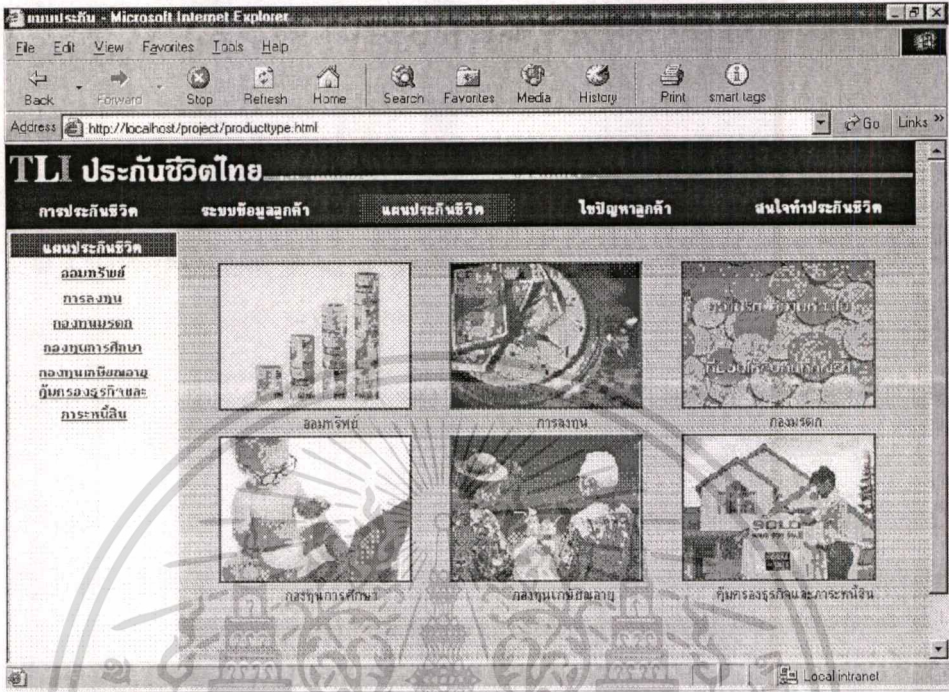 แบบประกัน - Microsoft Internet Explorer
File Edit View Favorites Tools Help
Back Forward Stop Refresh Home Search Favorites Media History Print smart tags
Address http://localhost/project/producttype.html Go Links »
TLI ประกันชีวิตไทย
การประกันชีวิต ระบบข้อมูลลูกค้า แผนประกันชีวิต ไขปัญหาลูกค้า สนใจทำประกันชีวิต
แผนประกันชีวิต
ออมทรัพย์
การลงทุน
กองทุนมรดก
กองทุนการศึกษา
กองทุนเกษียณอายุ
คุ้มครองธุรกิจและ
ภาระหนี้สิน
ออมทรัพย์ การลงทุน กองมรดก
SOLD
กองทุนการศึกษา กองทุนเกษียณอายุ คุ้มครองธุรกิจและภาระหนี้สิน
Local intranet